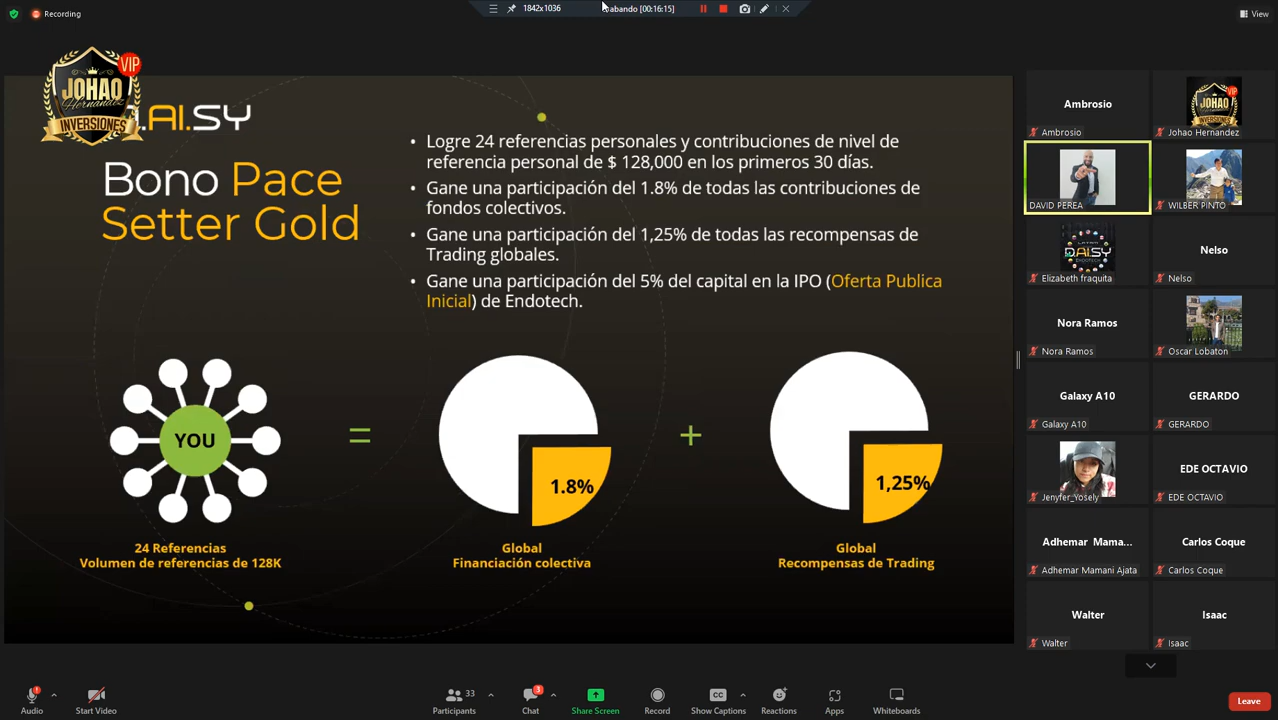 Recording
1842x1036
abando [00:16:15]
View
JOHAO
Hernandez
VIP
INVERSIONES
.AI.SY
Bono Pace
Setter Gold
• Logre 24 referencias personales y contribuciones de nivel de
referencia personal de $ 128,000 en los primeros 30 días.
• Gane una participación del 1.8% de todas las contribuciones de
fondos colectivos.
• Gane una participación del 1,25% de todas las recompensas de
Trading globales.
• Gane una participación del 5% del capital en la IPO (Oferta Publica
Inicial) de Endotech.
YOU
=
1.8%
+
1,25%
24 Referencias
Volumen de referencias de 128K
Global
Financiación colectiva
Global
Recompensas de Trading
Ambrosio
Ambrosio
JOHAO
VIP
INVERSIONES
Johao Hernandez
DAVID PEREA
WILBER PINTO
D.AI.SY
ENDOTECH
Elizabeth fraquita
Nelso
Nelso
Nora Ramos
Nora Ramos
Oscar Lobaton
Galaxy A10
Galaxy A10
GERARDO
GERARDO
Jenyfer_Yosely
EDE OCTAVIO
EDE OCTAVIO
Adhemar Mama...
Adhemar Mamani Ajata
Carlos Coque
Carlos Coque
Walter
Walter
Isaac
Isaac
Audio
Start Video
33
Participants
3
Chat
Share Screen
Record
CC
Show Captions
Reactions
Apps
Whiteboards
Leave